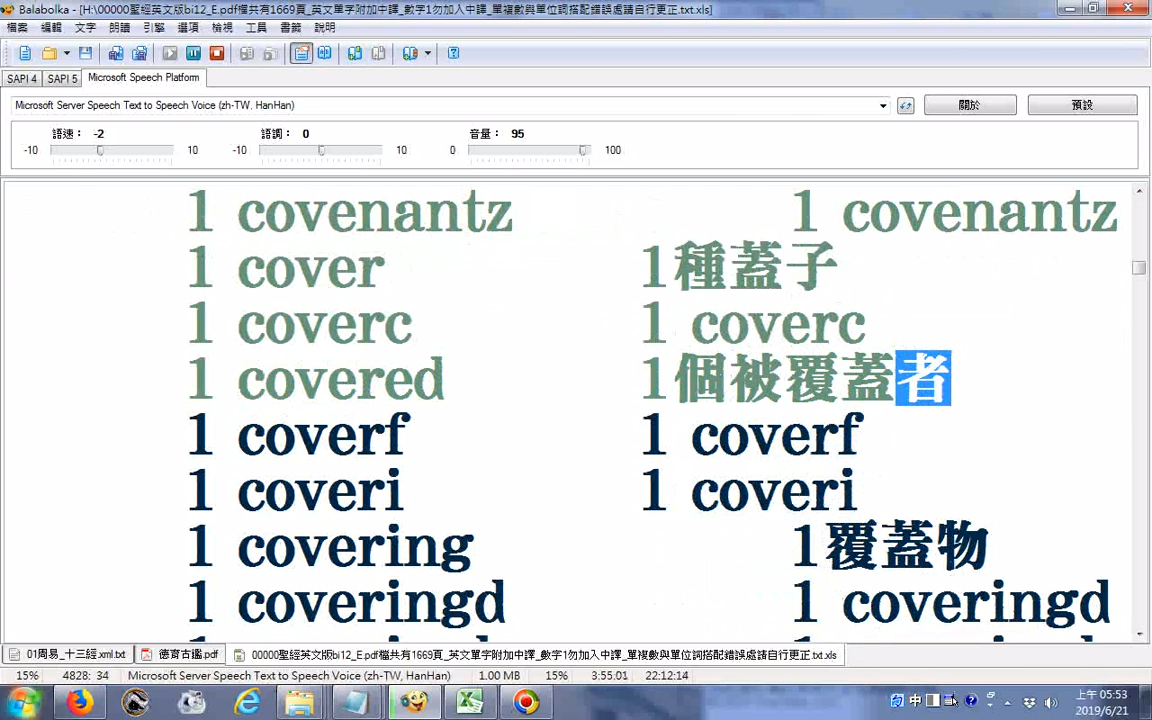 Balabolka - [H:\00000聖經英文版bi12_E.pdf檔共有1669頁_英文單字附加中譯_數字1勿加入中譯_單複數與單位詞搭配錯誤處請自行更正.txt.xls]
檔案 編輯 文字 朗讀 引擎 選項 檢視 工具 書籤 說明
SAPI 4 SAPI 5 Microsoft Speech Platform
Microsoft Server Speech Text to Speech Voice (zh-TW, HanHan) 關於 預設
語速： -2 語調： 0 音量： 95
-10 10 -10 10 0 100
1 covenantz 1 covenantz
1 cover 1種蓋子
1 coverc 1 coverc
1 covered 1個被覆蓋者
1 coverf 1 coverf
1 coveri 1 coveri
1 covering 1覆蓋物
1 coveringd 1 coveringd
01周易_十三經.xml.txt 德育古鑑.pdf 00000聖經英文版bi12_E.pdf檔共有1669頁_英文單字附加中譯_數字1勿加入中譯_單複數與單位詞搭配錯誤處請自行更正.txt.xls
15% 4828: 34 Microsoft Server Speech Text to Speech Voice (zh-TW, HanHan) 1.00 MB 15% 3:55:01 22:12:14
中 上午 05:53
2019/6/21